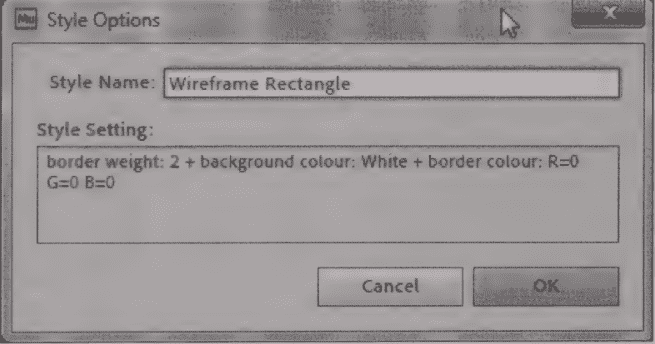 Mu Style Options
X
Style Name: Wireframe Rectangle
Style Setting:
border weight: 2 + background colour: White + border colour: R=0
G=0 B=0
Cancel OK